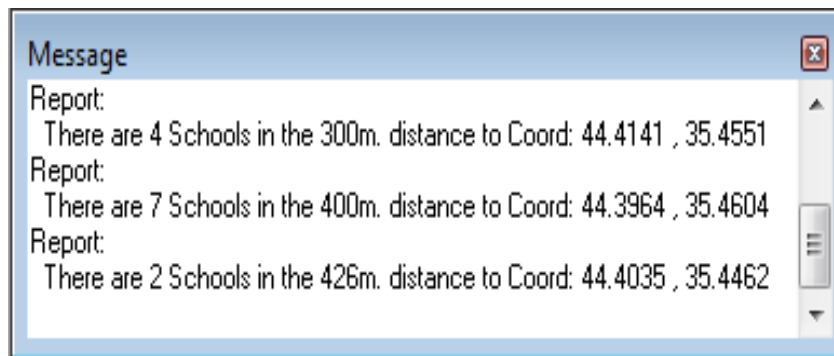 Message
Report:
There are 4 Schools in the 300m. distance to Coord: 44.4141 , 35.4551
Report:
There are 7 Schools in the 400m. distance to Coord: 44.3964 , 35.4604
Report:
There are 2 Schools in the 426m. distance to Coord: 44.4035 , 35.4462